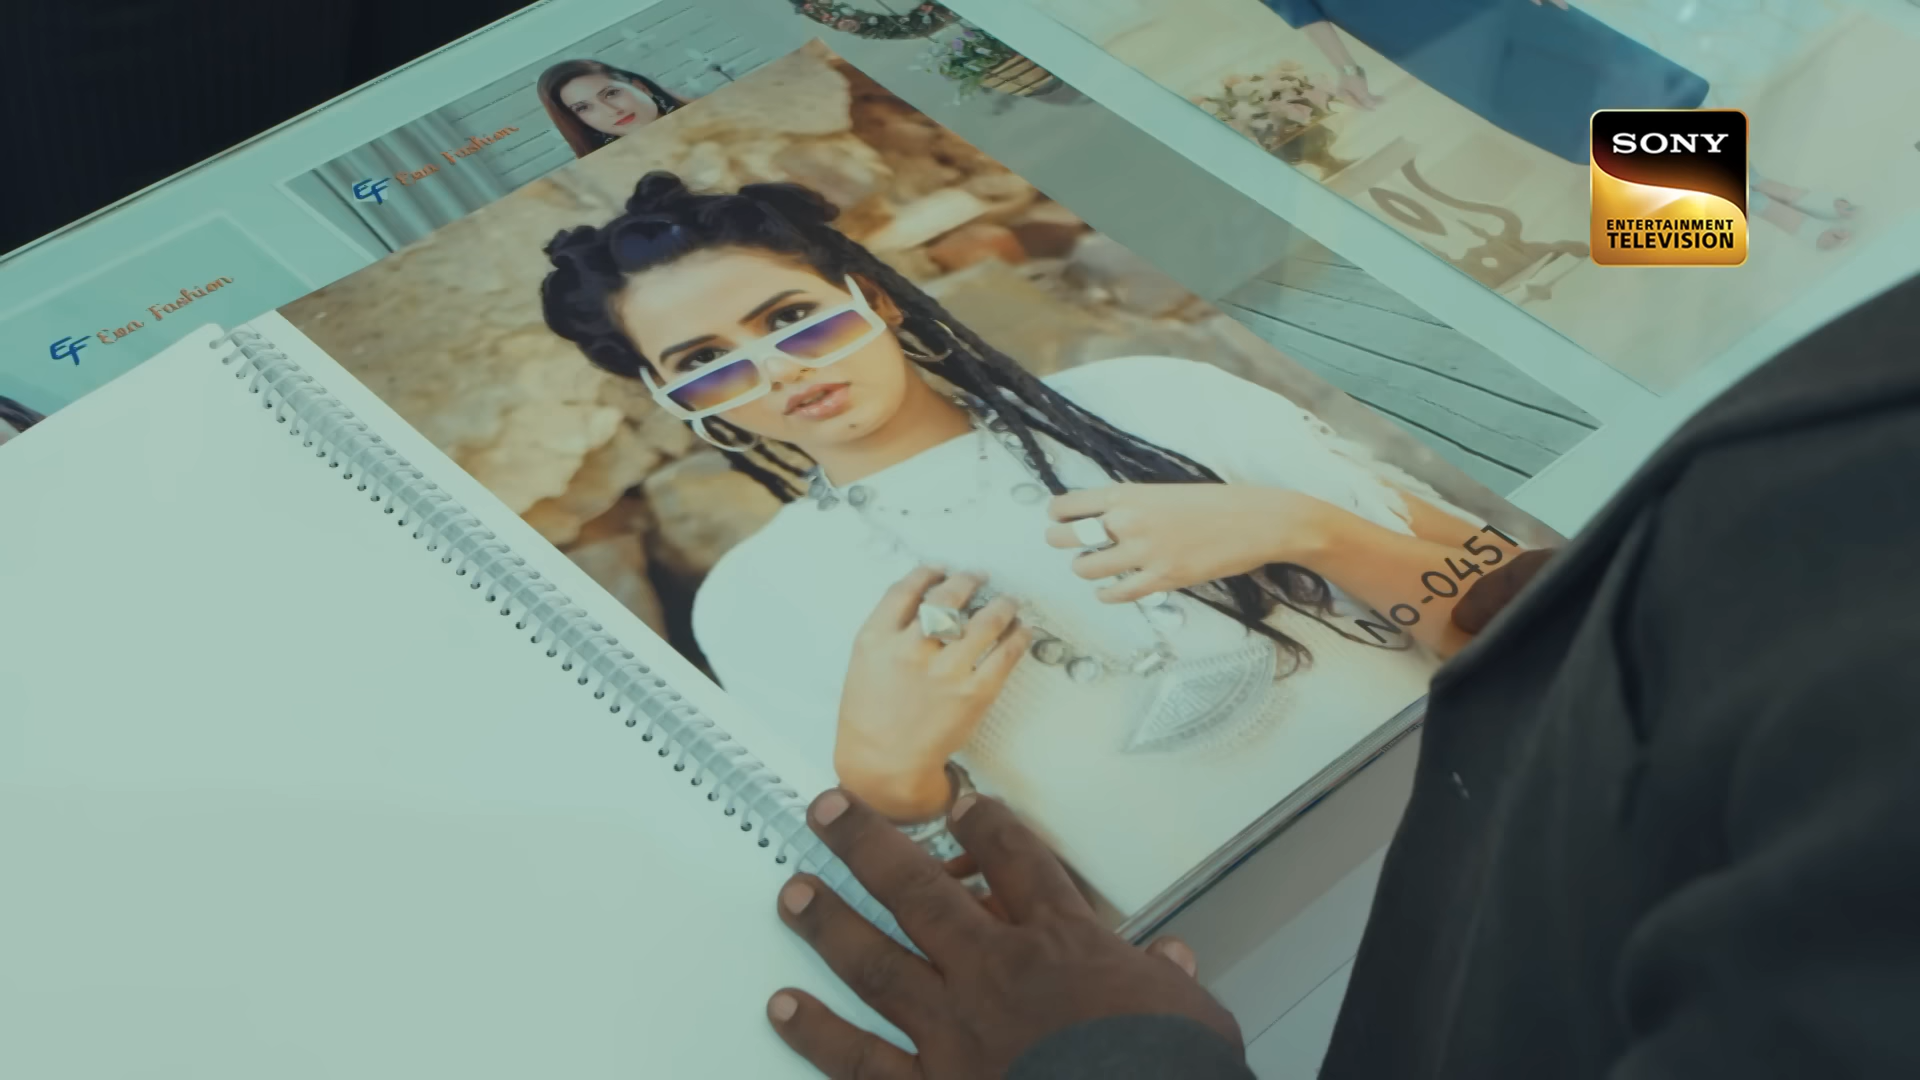 SONY
ENTERTAINMENT
TELEVISION
EF Eva Fashion
EF Eva Fashion
No-0451